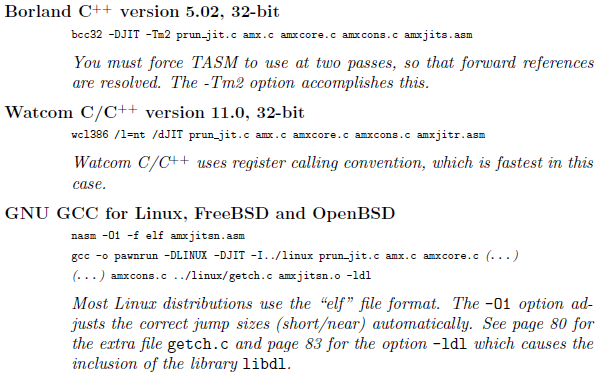 Borland C++ version 5.02, 32-bit
bcc32 -DJIT -Tm2 prun_jit.c amx.c amxcore.c amxcons.c amxjits.asm
You must force TASM to use at two passes, so that forward references
are resolved. The -Tm2 option accomplishes this.
Watcom C/C++ version 11.0, 32-bit
wcl386 /l=nt /dJIT prun_jit.c amx.c amxcore.c amxcons.c amxjitr.asm
Watcom C/C++ uses register calling convention, which is fastest in this
case.
GNU GCC for Linux, FreeBSD and OpenBSD
nasm -O1 -f elf amxjitsn.asm
gcc -o pawnrun -DLINUX -DJIT -I../linux prun_jit.c amx.c amxcore.c (...)
(...) amxcons.c ../linux/getch.c amxjitsn.o -ldl
Most Linux distributions use the “elf” file format. The -O1 option ad-
justs the correct jump sizes (short/near) automatically. See page 80 for
the extra file getch.c and page 83 for the option -ldl which causes the
inclusion of the library libdl.